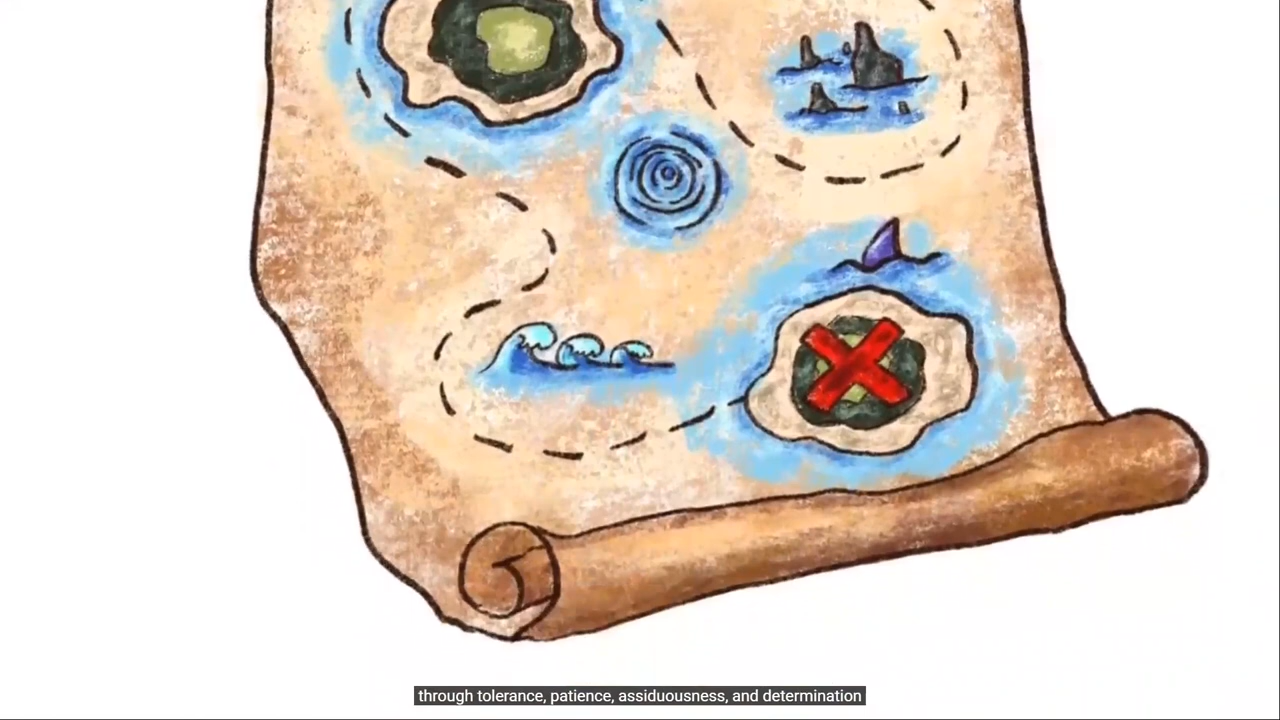 through tolerance, patience, assiduousness, and determination